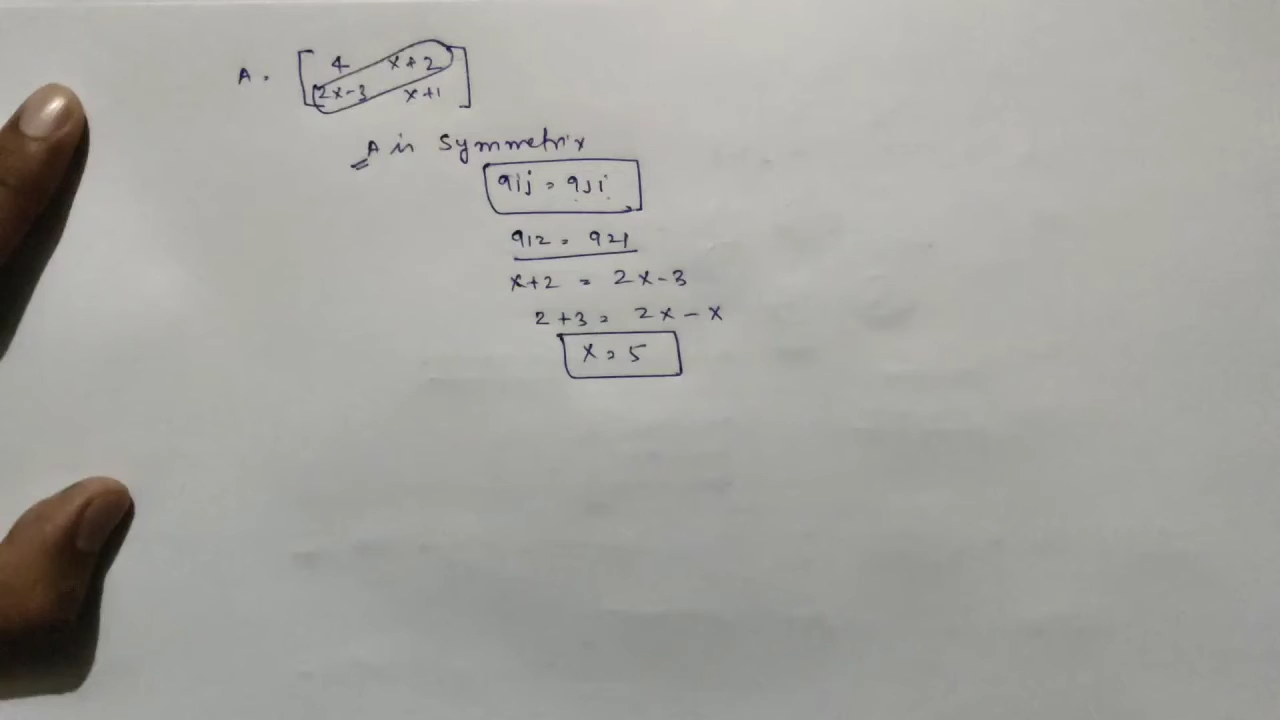 A = [ 4 x+2
2x-3 x+1 ]
A is Symmetrix
aij = aji
a12 = a21
x+2 = 2x-3
2+3 = 2x-x
x = 5